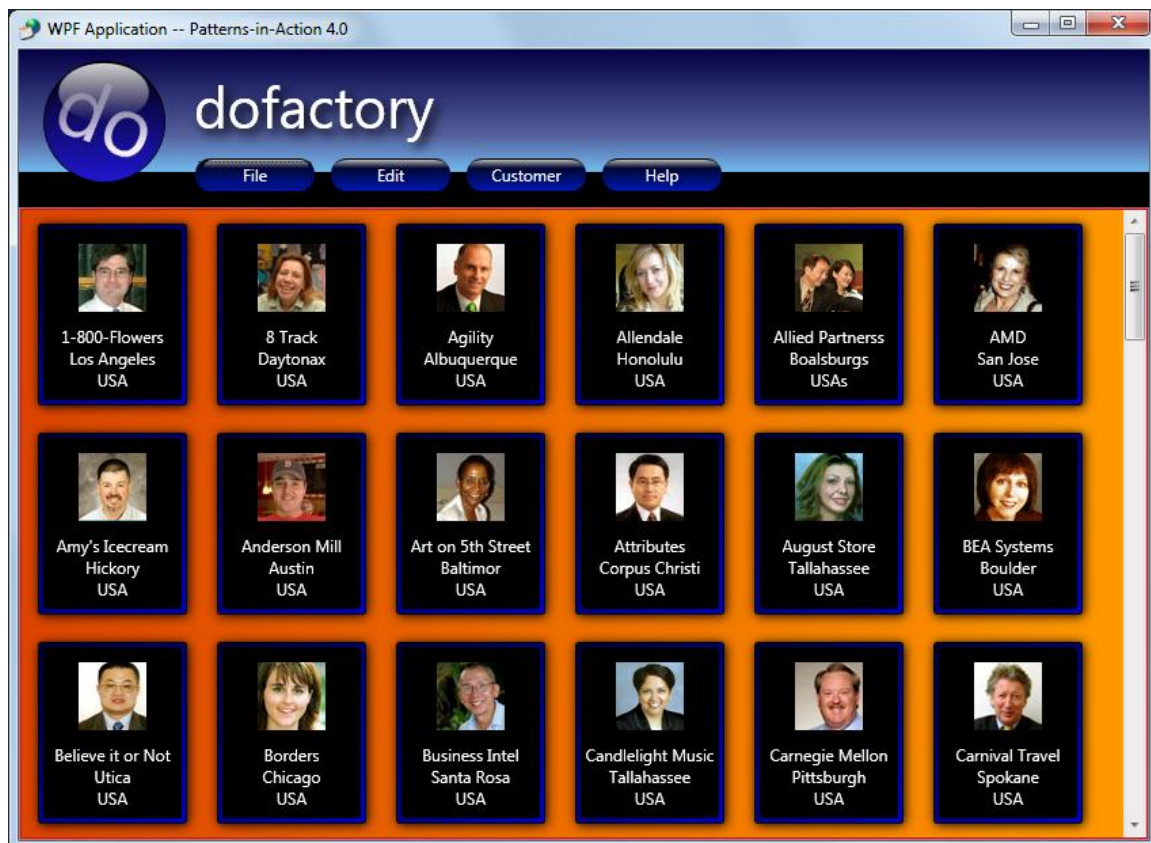 WPF Application -- Patterns-in-Action 4.0
do
dofactory
File Edit Customer Help
1-800-Flowers
Los Angeles
USA
8 Track
Daytonax
USA
Agility
Albuquerque
USA
Allendale
Honolulu
USA
Allied Partnerss
Boalsburgs
USAs
AMD
San Jose
USA
Amy's Icecream
Hickory
USA
Anderson Mill
Austin
USA
Art on 5th Street
Baltimor
USA
Attributes
Corpus Christi
USA
August Store
Tallahassee
USA
BEA Systems
Boulder
USA
Believe it or Not
Utica
USA
Borders
Chicago
USA
Business Intel
Santa Rosa
USA
Candlelight Music
Tallahassee
USA
Carnegie Mellon
Pittsburgh
USA
Carnival Travel
Spokane
USA